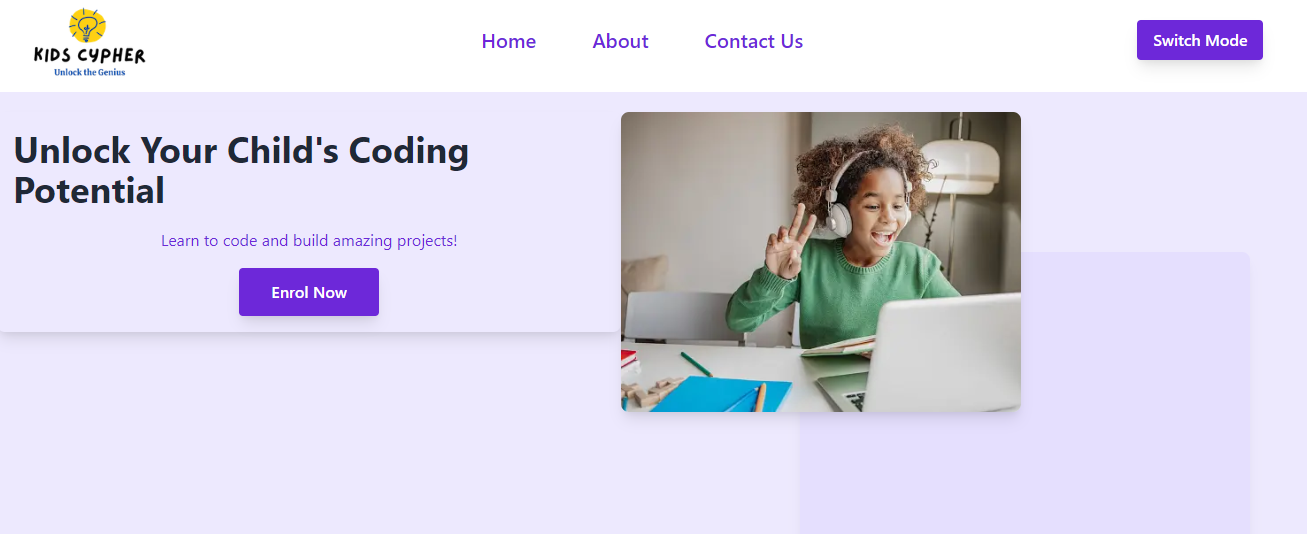 KIDS CYPHER
Unlock the Genius
Home
About
Contact Us
Switch Mode
Unlock Your Child's Coding
Potential
Learn to code and build amazing projects!
Enrol Now